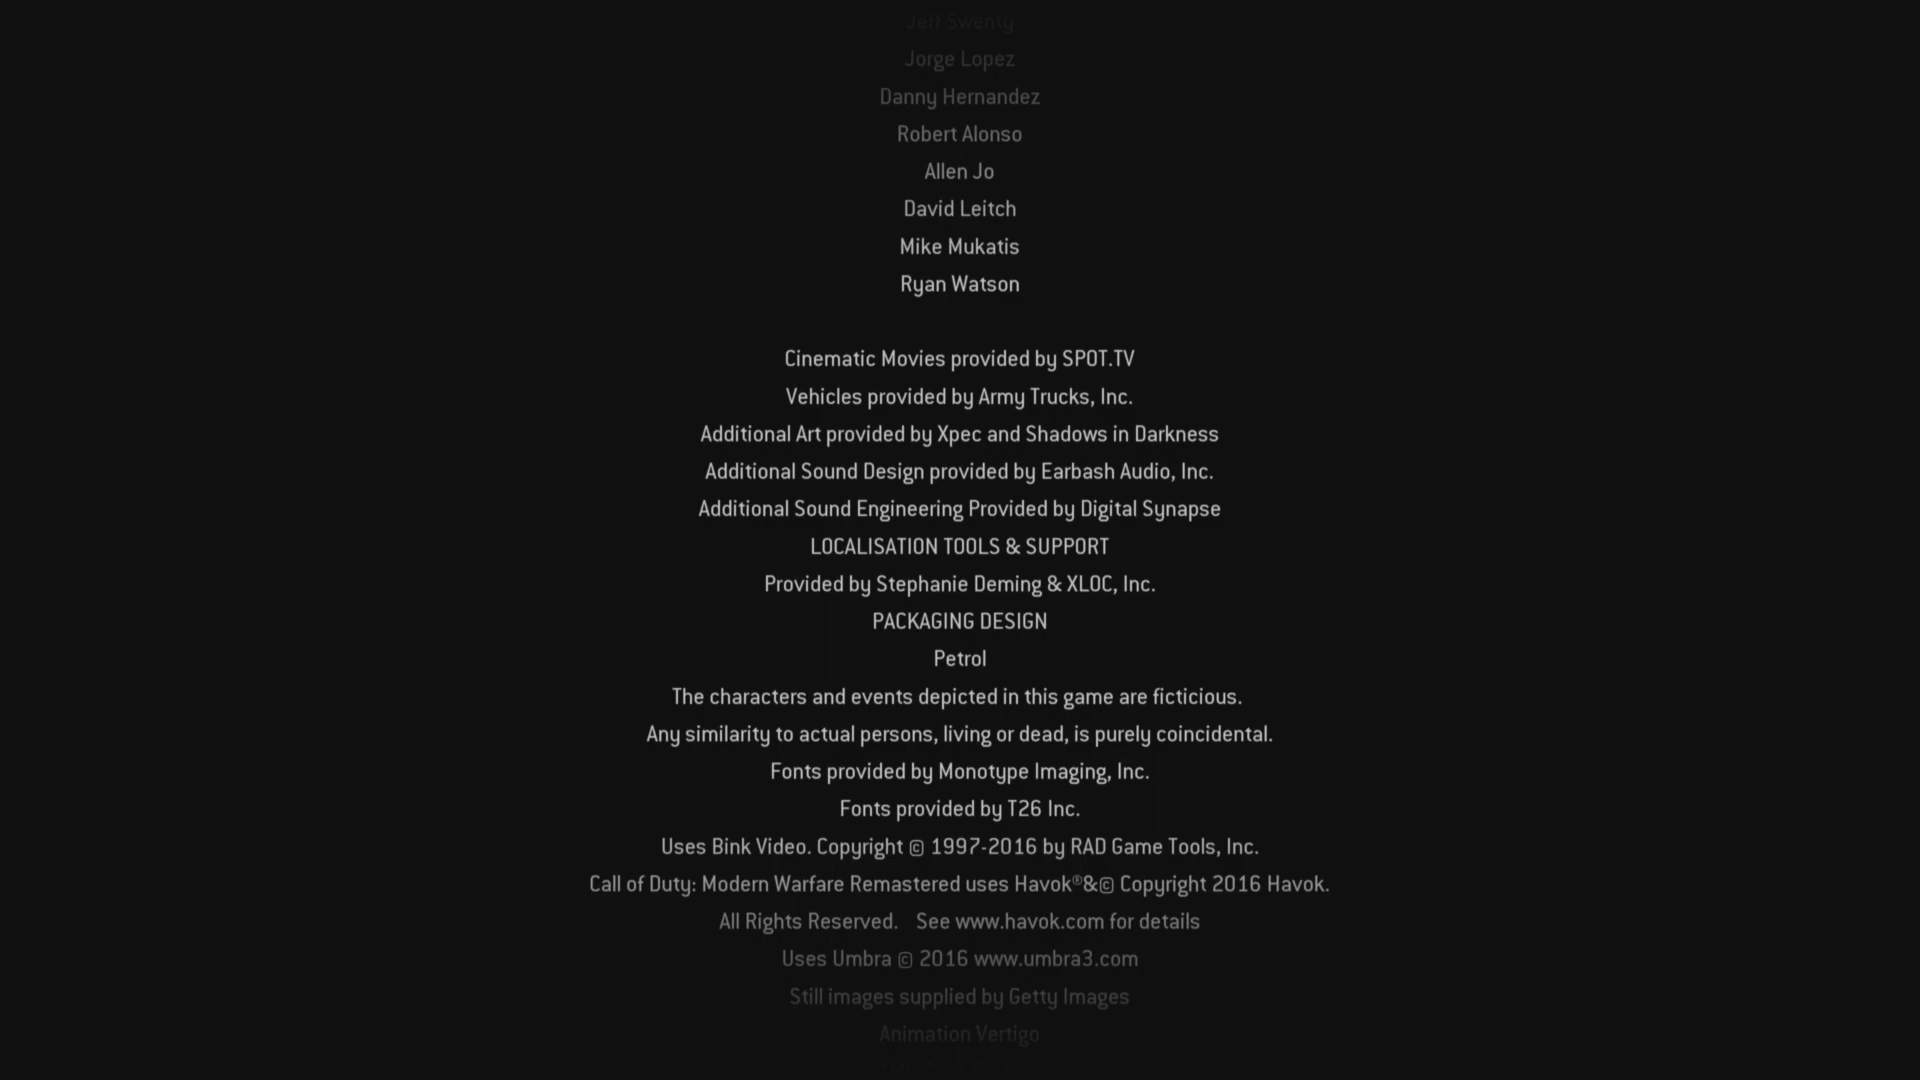 Jeff Swenty
Jorge Lopez
Danny Hernandez
Robert Alonso
Allen Jo
David Leitch
Mike Mukatis
Ryan Watson
Cinematic Movies provided by SPOT.TV
Vehicles provided by Army Trucks, Inc.
Additional Art provided by Xpec and Shadows in Darkness
Additional Sound Design provided by Earbash Audio, Inc.
Additional Sound Engineering Provided by Digital Synapse
LOCALISATION TOOLS & SUPPORT
Provided by Stephanie Deming & XLOC, Inc.
PACKAGING DESIGN
Petrol
The characters and events depicted in this game are ficticious.
Any similarity to actual persons, living or dead, is purely coincidental.
Fonts provided by Monotype Imaging, Inc.
Fonts provided by T26 Inc.
Uses Bink Video. Copyright © 1997-2016 by RAD Game Tools, Inc.
Call of Duty: Modern Warfare Remastered uses Havok®&© Copyright 2016 Havok.
All Rights Reserved. See www.havok.com for details
Uses Umbra © 2016 www.umbra3.com
Still images supplied by Getty Images
Animation Vertigo